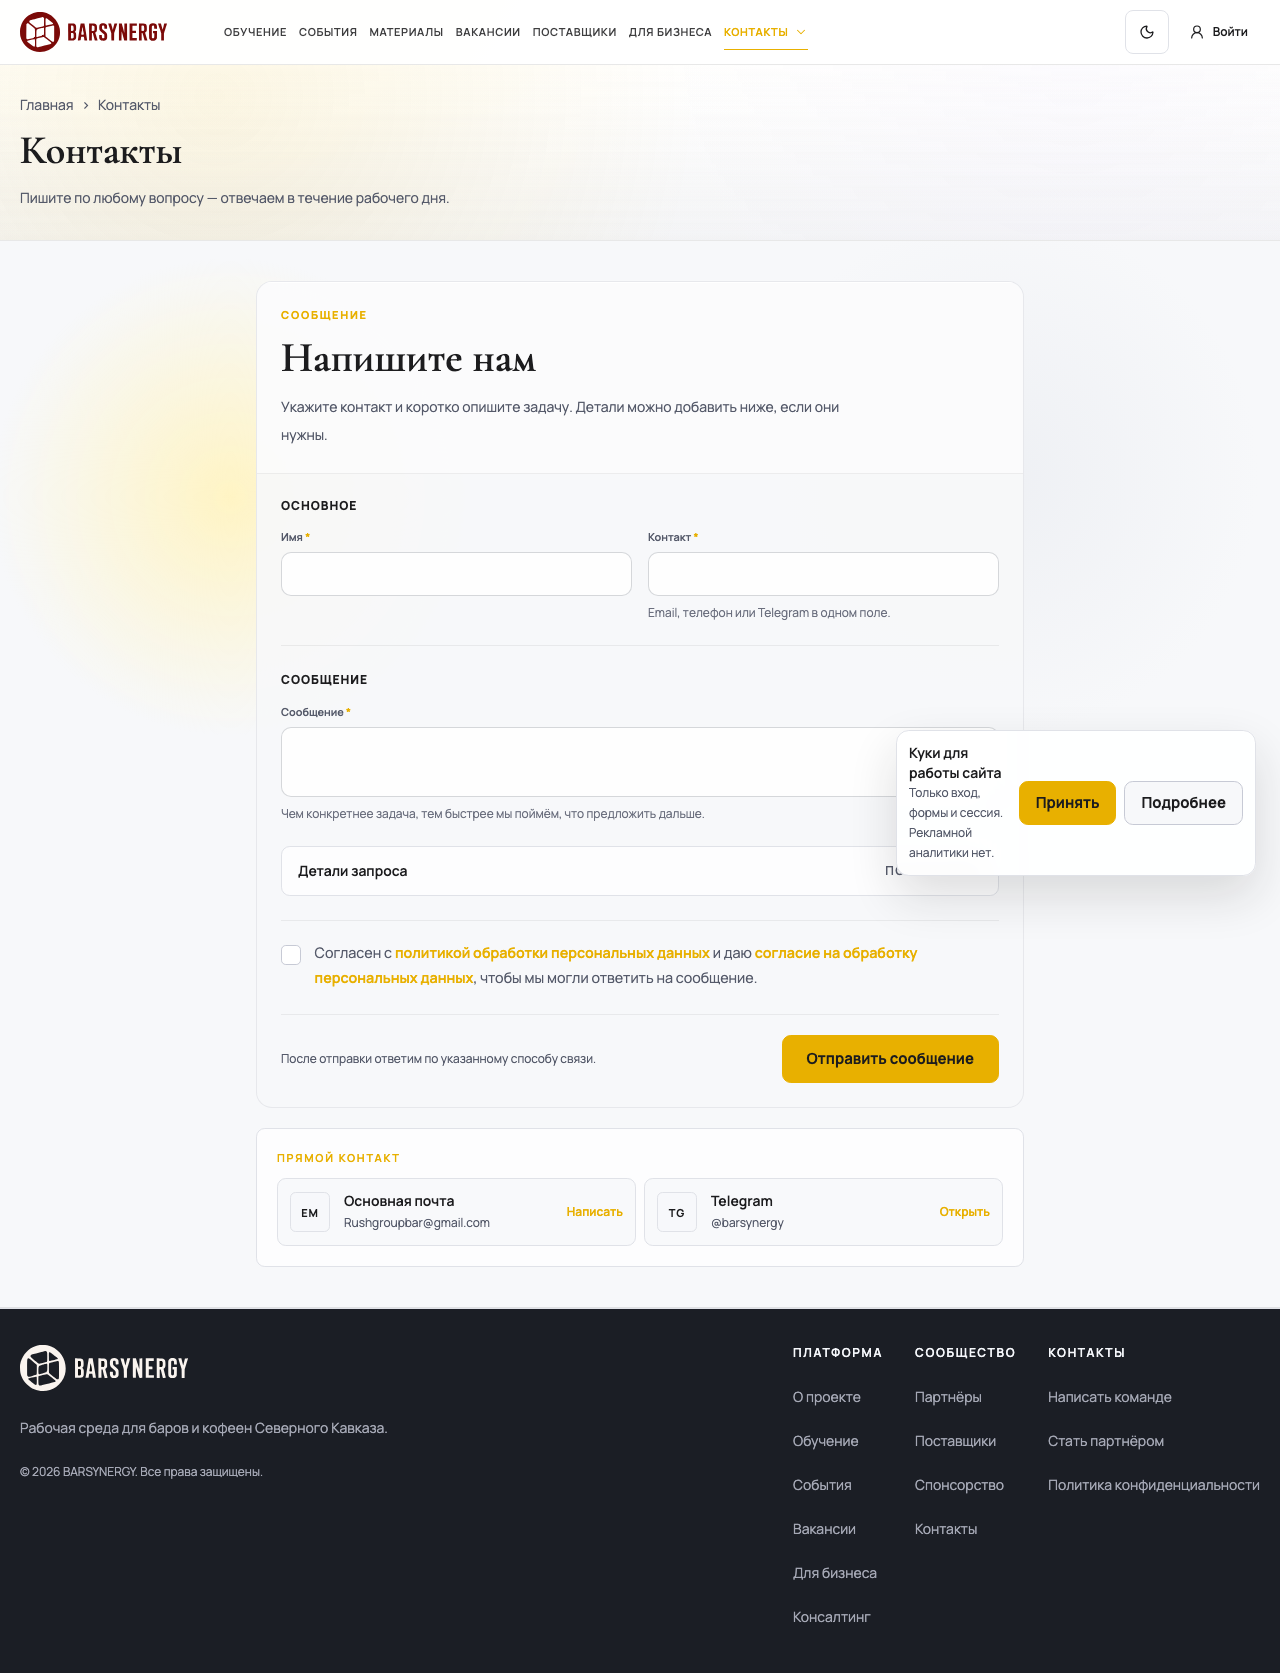 BARSYNERGY
ОБУЧЕНИЕ СОБЫТИЯ МАТЕРИАЛЫ ВАКАНСИИ ПОСТАВЩИКИ ДЛЯ БИЗНЕСА КОНТАКТЫ
Войти
Главная › Контакты
Контакты
Пишите по любому вопросу — отвечаем в течение рабочего дня.
СООБЩЕНИЕ
Напишите нам
Укажите контакт и коротко опишите задачу. Детали можно добавить ниже, если они
нужны.
ОСНОВНОЕ
Имя *
Контакт *
Email, телефон или Telegram в одном поле.
СООБЩЕНИЕ
Сообщение *
Чем конкретнее задача, тем быстрее мы поймём, что предложить дальше.
Детали запроса
Куки для
работы сайта
Только вход,
формы и сессия.
Рекламной
аналитики нет.
Принять
Подробнее
Согласен с политикой обработки персональных данных и даю согласие на обработку
персональных данных, чтобы мы могли ответить на сообщение.
После отправки ответим по указанному способу связи.
Отправить сообщение
ПРЯМОЙ КОНТАКТ
EM
Основная почта
Rushgroupbar@gmail.com
Написать
TG
Telegram
@barsynergy
Открыть
BARSYNERGY
Рабочая среда для баров и кофеен Северного Кавказа.
© 2026 BARSYNERGY. Все права защищены.
ПЛАТФОРМА
О проекте
Обучение
События
Вакансии
Для бизнеса
Консалтинг
СООБЩЕСТВО
Партнёры
Поставщики
Спонсорство
Контакты
КОНТАКТЫ
Написать команде
Стать партнёром
Политика конфиденциальности